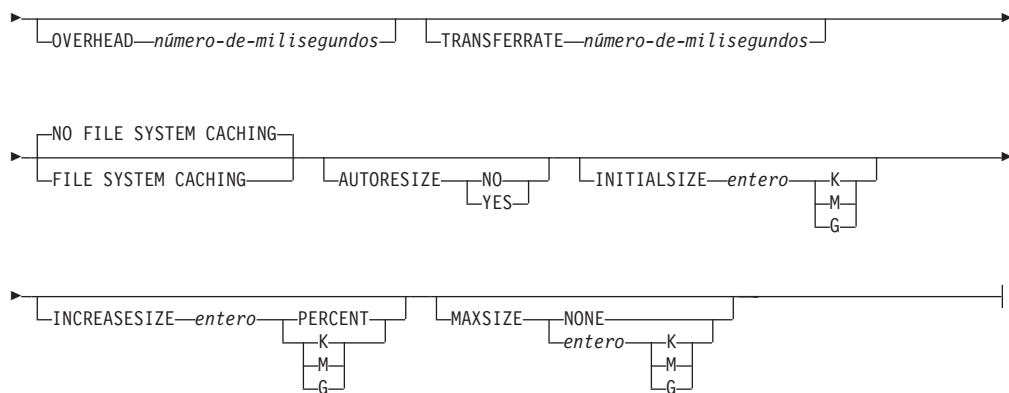 OVERHEAD número-de-milisegundos TRANSFERRATE número-de-milisegundos
NO FILE SYSTEM CACHING
FILE SYSTEM CACHING AUTORESIZE NO INITIALSIZE entero K
YES M
G
INCREASESIZE entero PERCENT MAXSIZE NONE
K entero K
M M
G G